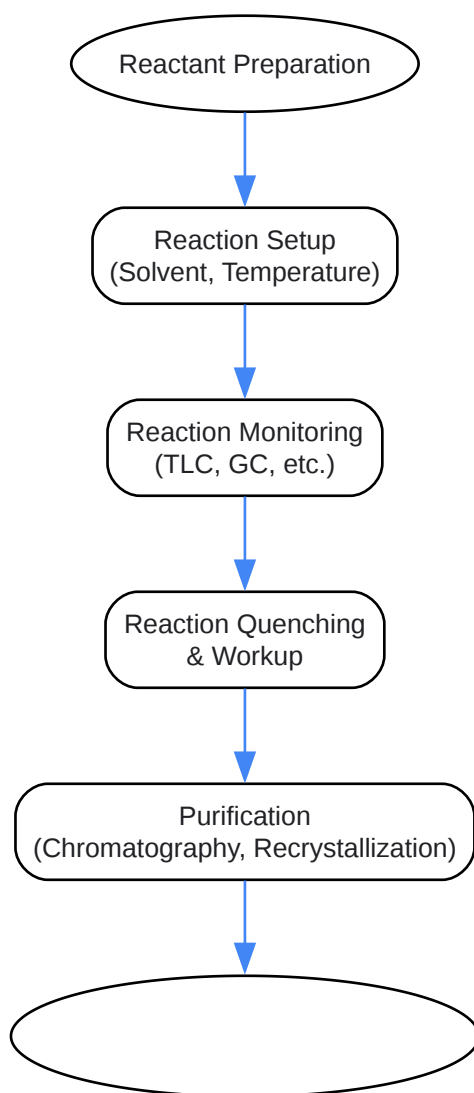 Reactant Preparation
Reaction Setup
(Solvent, Temperature)
Reaction Monitoring
(TLC, GC, etc.)
Reaction Quenching
& Workup
Purification
(Chromatography, Recrystallization)